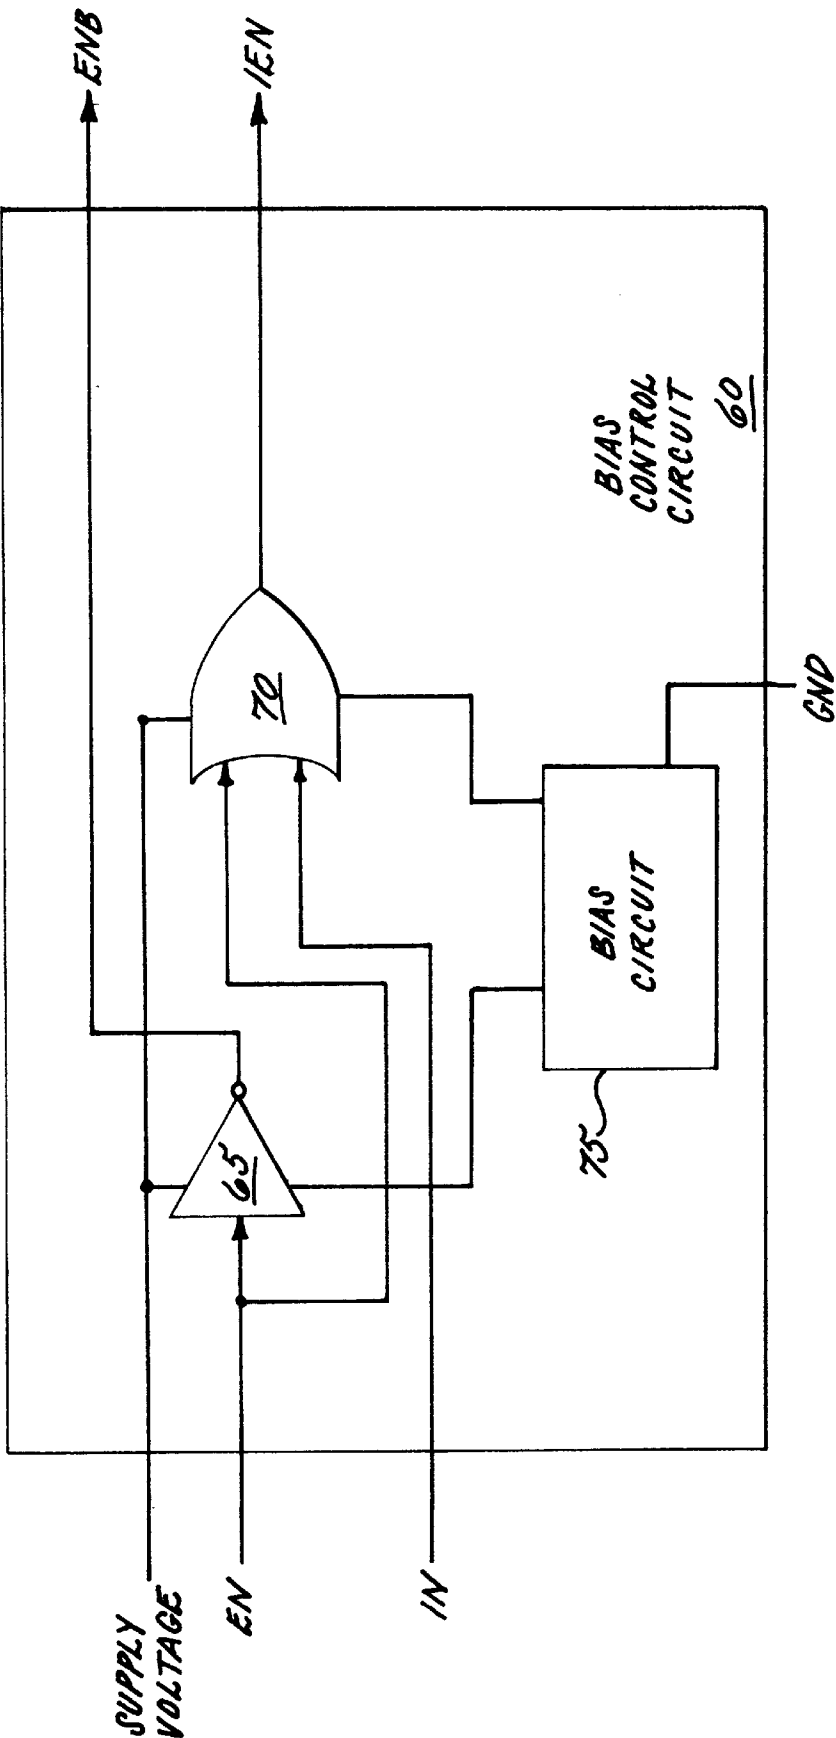 ENB
IEN
SUPPLY
VOLTAGE
EN
IN
65
70
75
BIAS
CIRCUIT
BIAS
CONTROL
CIRCUIT
60
GND